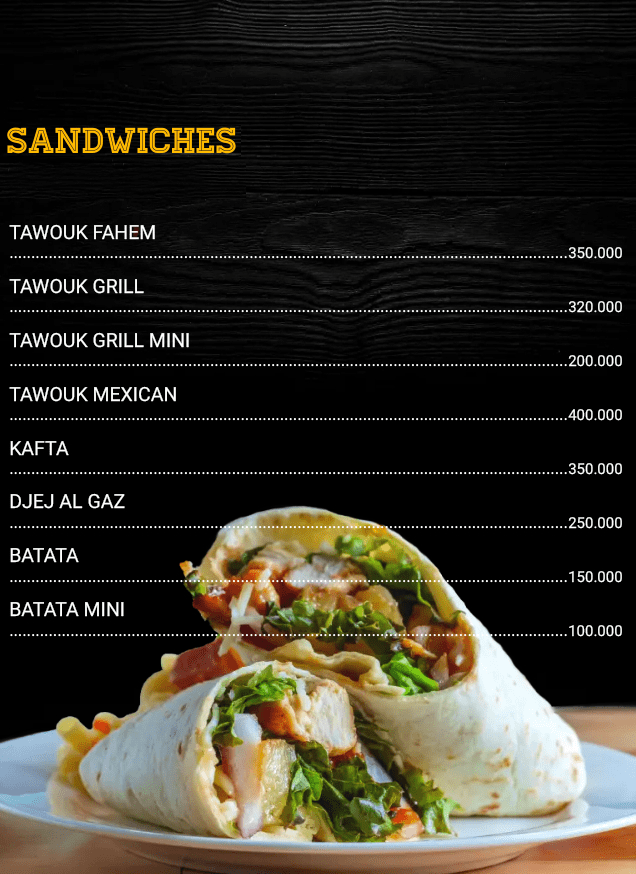 SANDWICHES
TAWOUK FAHEM
........................................350.000
TAWOUK GRILL
........................................320.000
TAWOUK GRILL MINI
........................................200.000
TAWOUK MEXICAN
........................................400.000
KAFTA
........................................350.000
DJEJ AL GAZ
........................................250.000
BATATA
........................................150.000
BATATA MINI
........................................100.000